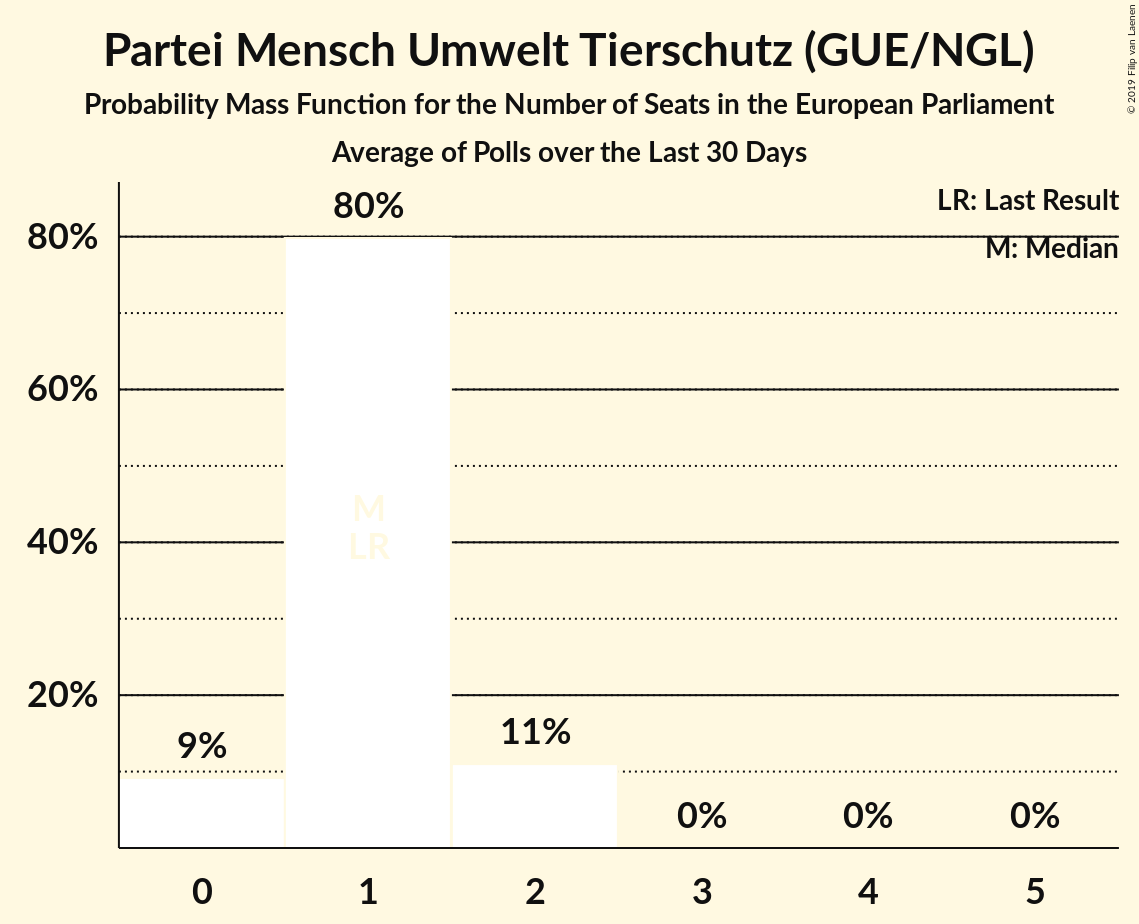 Partei Mensch Umwelt Tierschutz (GUE/NGL)
Probability Mass Function for the Number of Seats in the European Parliament
Average of Polls over the Last 30 Days
© 2019 Filip van Laenen
LR: Last Result
M: Median
80%
80%
60%
40%
20%
M
LR
9%
11%
0%
0%
0%
0
1
2
3
4
5